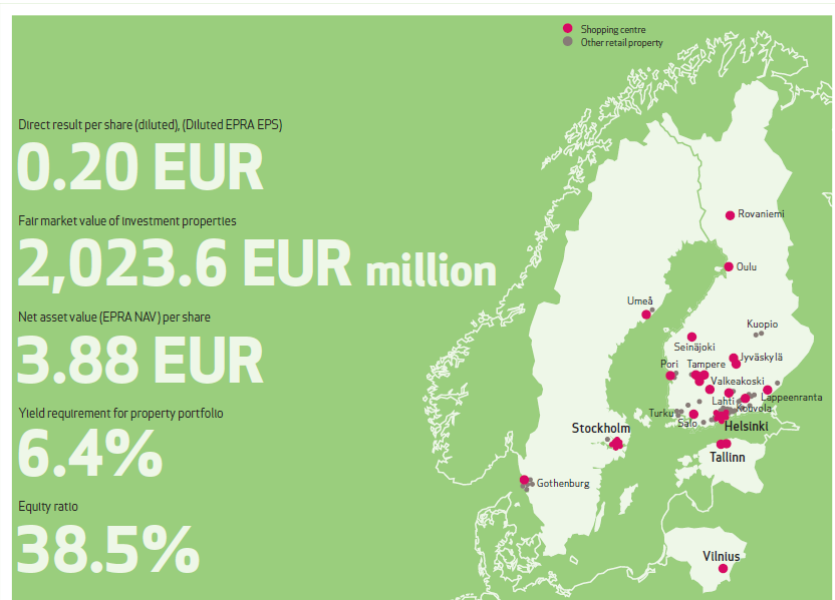 Shopping centre
Other retail property
Direct result per share (diluted), (Diluted EPRA EPS)
0.20 EUR
Fair market value of investment properties
2,023.6 EUR million
Net asset value (EPRA NAV) per share
3.88 EUR
Yield requirement for property portfolio
6.4%
Equity ratio
38.5%
Rovaniemi
Oulu
Umeå
Kuopio
Seinäjoki
Jyväskylä
Pori
Tampere
Valkeakoski
Lahti
Lappeenranta
Kouvola
Turku
Salo
Helsinki
Stockholm
Tallinn
Gothenburg
Vilnius